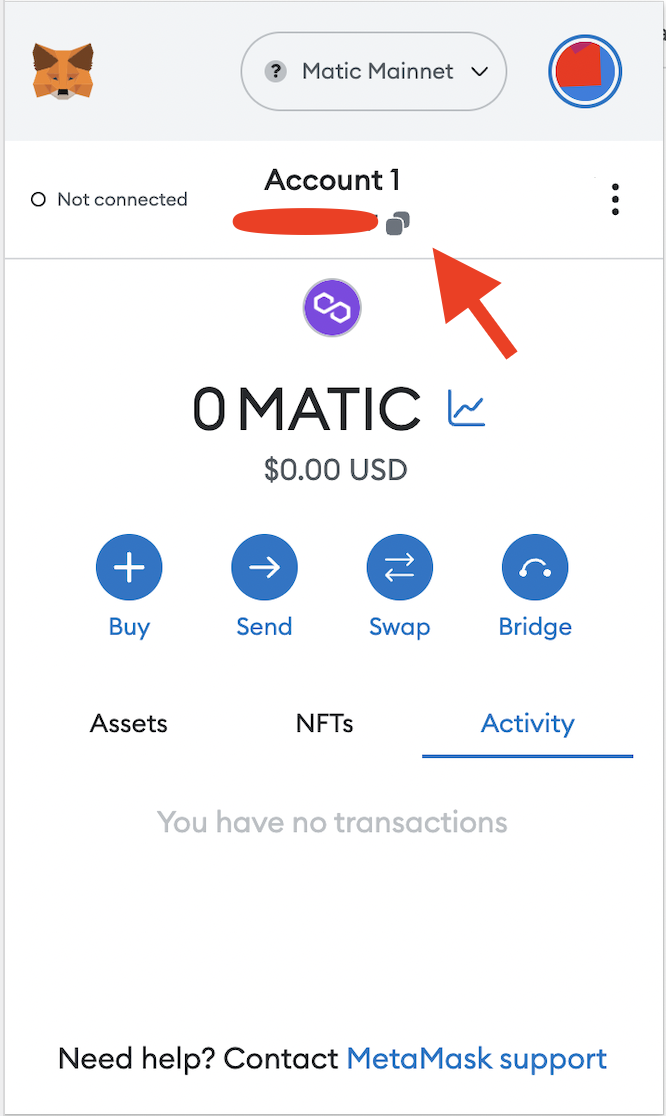 ? Matic Mainnet
Account 1
Not connected
0 MATIC
$0.00 USD
Buy Send Swap Bridge
Assets NFTs Activity
You have no transactions
Need help? Contact MetaMask support